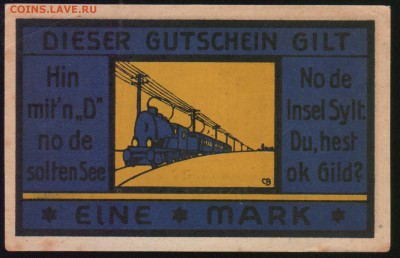 COINS.LAVE.RU
DIESER GUTSCHEIN GILT
Hin
mit'n „D"
no de
solten See
No de
Insel Sylt.
Du, hest
ok Gild?
EINE * MARK